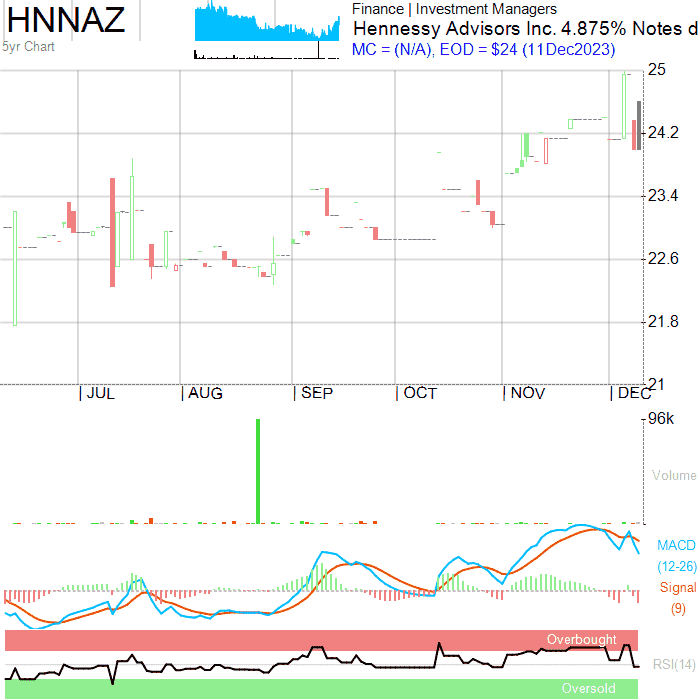 HNNAZ
5yr Chart
Finance | Investment Managers
Hennessy Advisors Inc. 4.875% Notes d
MC = (N/A), EOD = $24 (11Dec2023)
25
24.2
23.4
22.6
21.8
21
| JUL | AUG | SEP | OCT | NOV | DEC
96k
Volume
MACD
(12-26)
Signal
(9)
Overbought
RSI(14)
Oversold